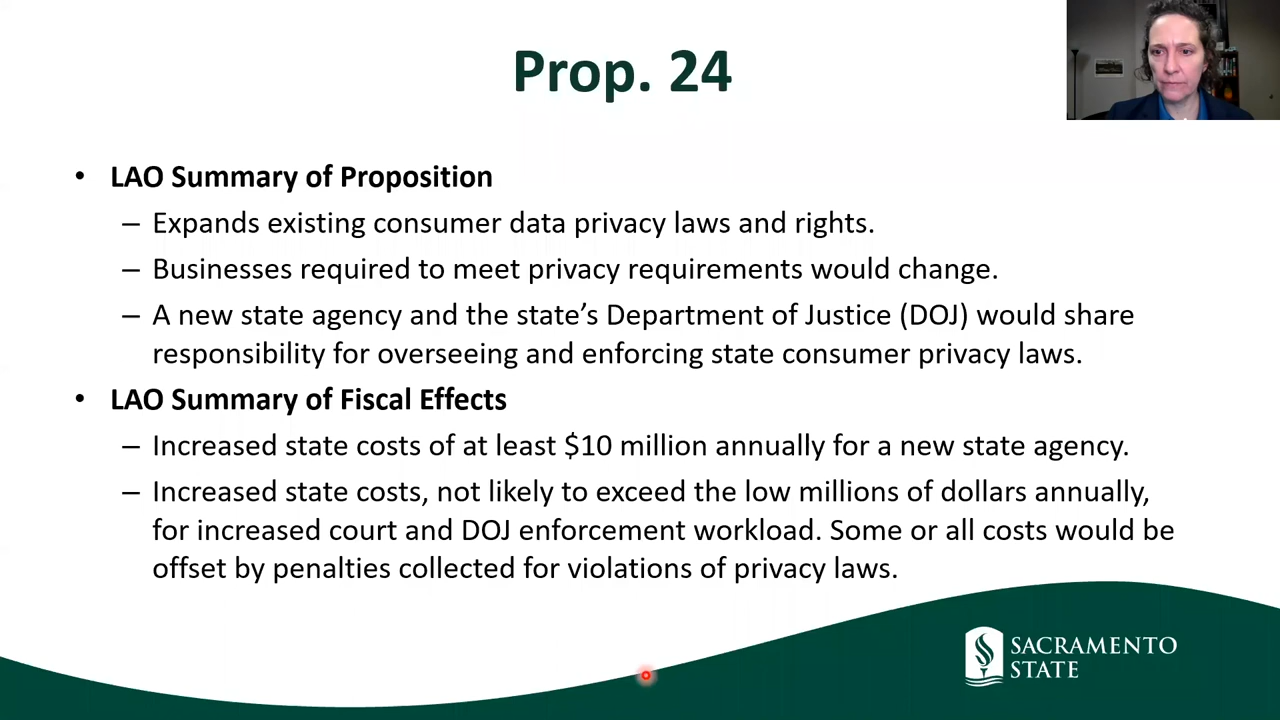 Prop. 24
• LAO Summary of Proposition
– Expands existing consumer data privacy laws and rights.
– Businesses required to meet privacy requirements would change.
– A new state agency and the state’s Department of Justice (DOJ) would share
responsibility for overseeing and enforcing state consumer privacy laws.
• LAO Summary of Fiscal Effects
– Increased state costs of at least $10 million annually for a new state agency.
– Increased state costs, not likely to exceed the low millions of dollars annually,
for increased court and DOJ enforcement workload. Some or all costs would be
offset by penalties collected for violations of privacy laws.
SACRAMENTO
STATE